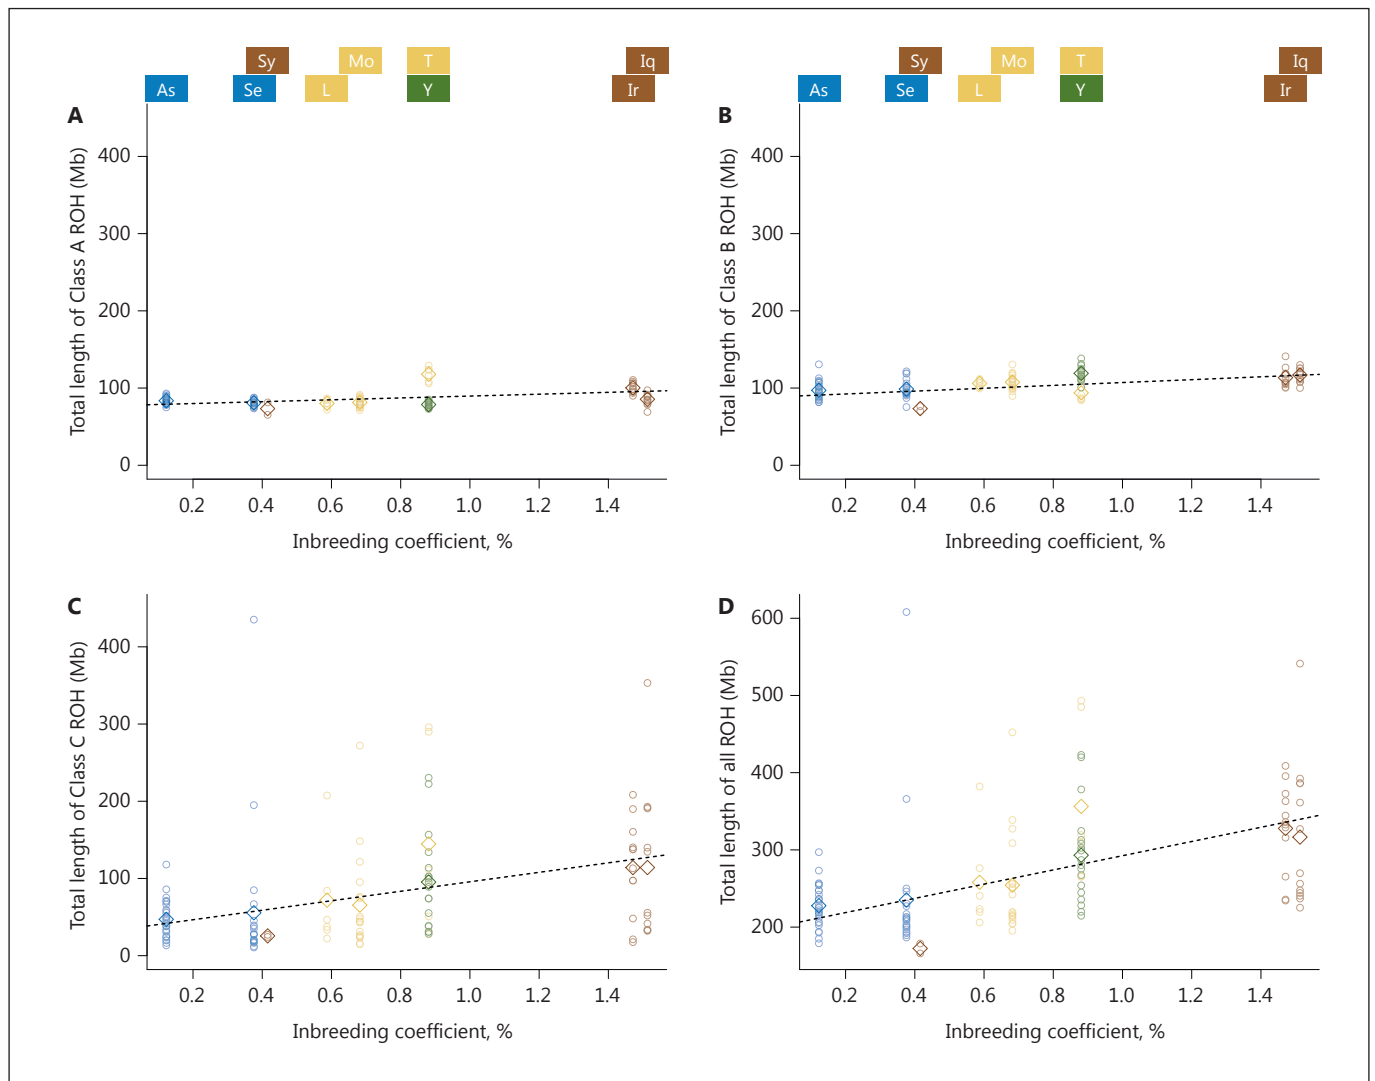 Sy Mo T Iq
As Se L Y Ir
A
Total length of Class A ROH (Mb)
400
300
200
100
0
0.2 0.4 0.6 0.8 1.0 1.2 1.4
Inbreeding coefficient, %
Sy Mo T Iq
As Se L Y Ir
B
Total length of Class B ROH (Mb)
400
300
200
100
0
0.2 0.4 0.6 0.8 1.0 1.2 1.4
Inbreeding coefficient, %
C
Total length of Class C ROH (Mb)
400
300
200
100
0
0.2 0.4 0.6 0.8 1.0 1.2 1.4
Inbreeding coefficient, %
D
Total length of all ROH (Mb)
600
500
400
300
200
0.2 0.4 0.6 0.8 1.0 1.2 1.4
Inbreeding coefficient, %